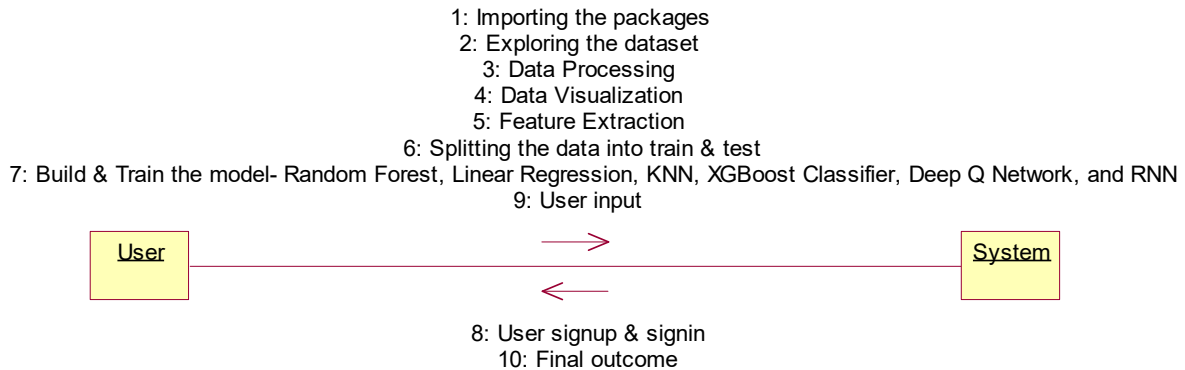 1: Importing the packages
2: Exploring the dataset
3: Data Processing
4: Data Visualization
5: Feature Extraction
6: Splitting the data into train & test
7: Build & Train the model- Random Forest, Linear Regression, KNN, XGBoost Classifier, Deep Q Network, and RNN
9: User input
User
System
8: User signup & signin
10: Final outcome